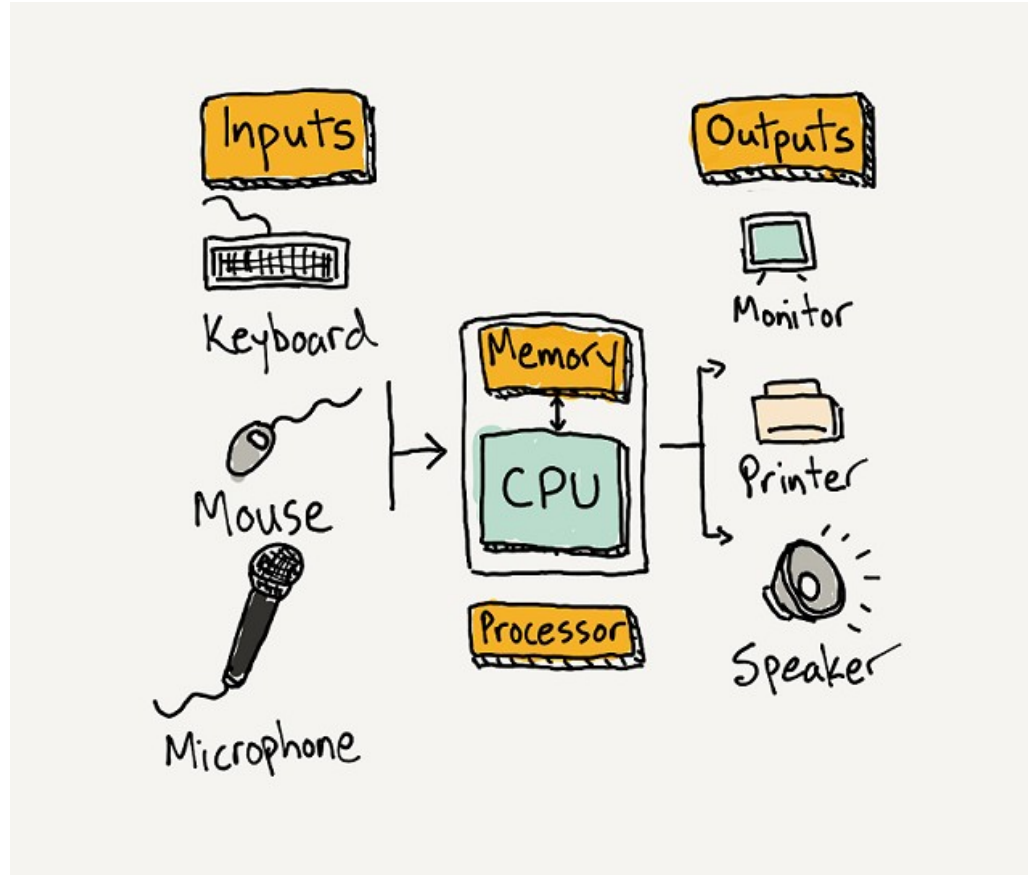 Inputs
Keyboard
Mouse
Microphone
Memory
CPU
Processor
Outputs
Monitor
Printer
Speaker